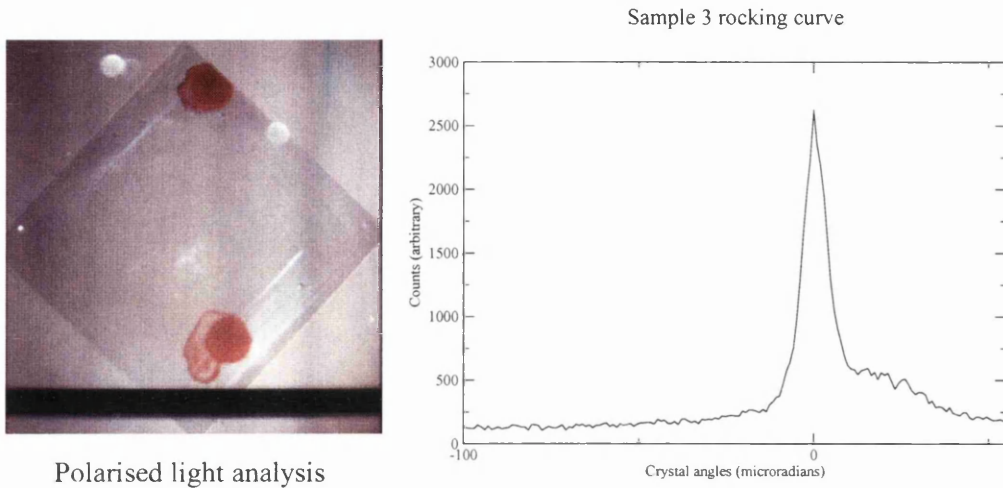 Sample 3 rocking curve
3000
2500
2000
1500
1000
500
0
Counts (arbitrary)
-100
0
Crystal angles (microradians)
Polarised light analysis